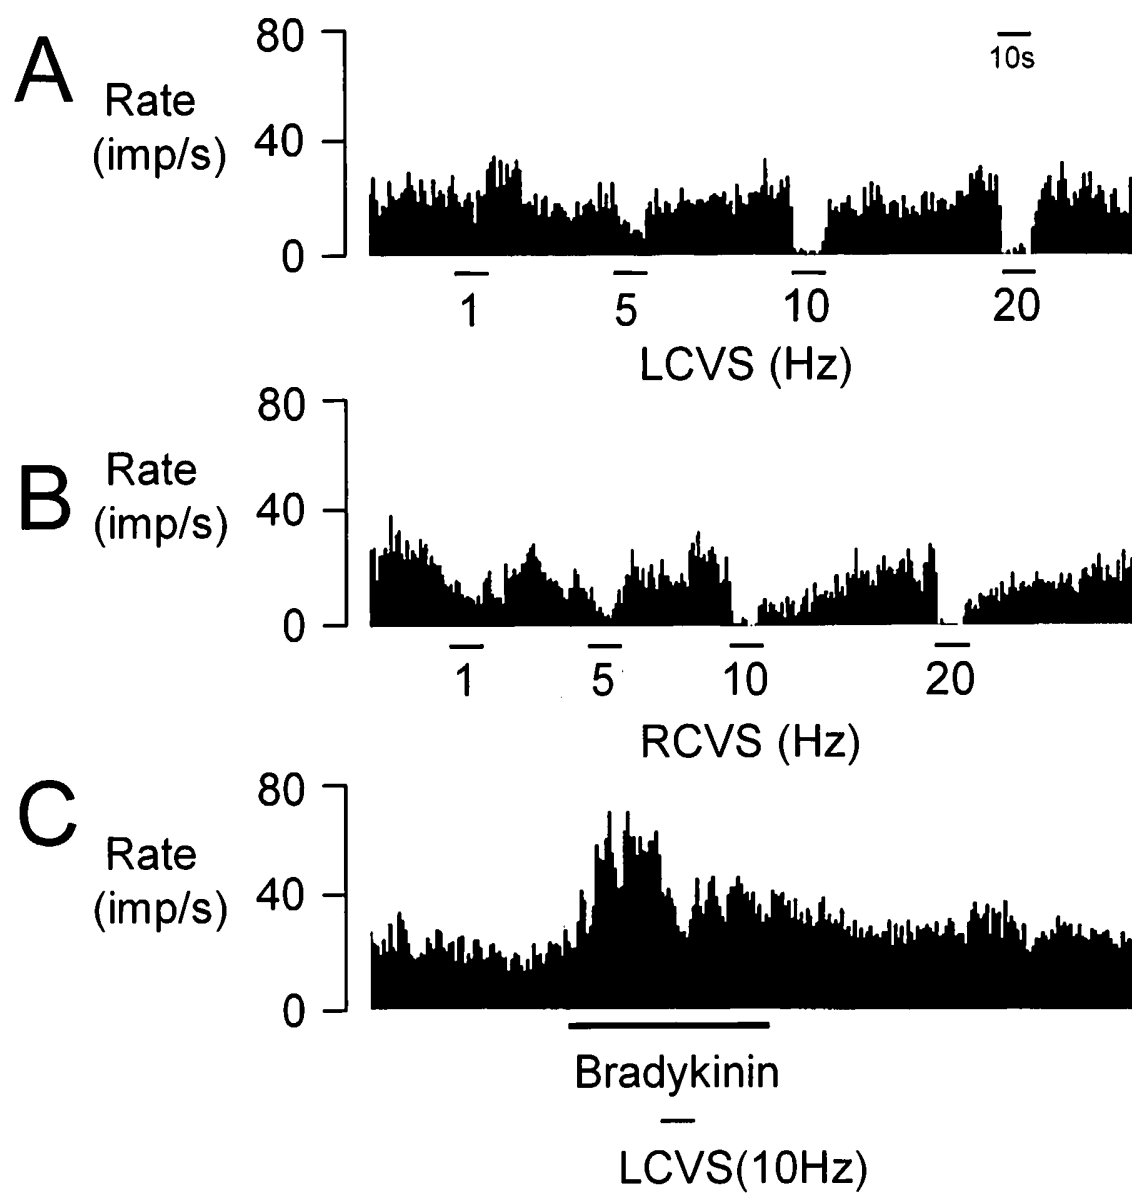 A
Rate
(imp/s)
80
40
0
10s
1 5 10 20
LCVS (Hz)
B
Rate
(imp/s)
80
40
0
1 5 10 20
RCVS (Hz)
C
Rate
(imp/s)
80
40
0
Bradykinin
LCVS(10Hz)